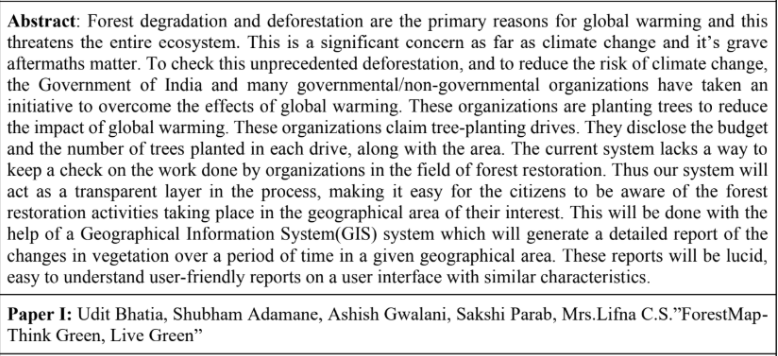 Abstract: Forest degradation and deforestation are the primary reasons for global warming and this
threatens the entire ecosystem. This is a significant concern as far as climate change and it's grave
aftermaths matter. To check this unprecedented deforestation, and to reduce the risk of climate change,
the Government of India and many governmental/non-governmental organizations have taken an
initiative to overcome the effects of global warming. These organizations are planting trees to reduce
the impact of global warming. These organizations claim tree-planting drives. They disclose the budget
and the number of trees planted in each drive, along with the area. The current system lacks a way to
keep a check on the work done by organizations in the field of forest restoration. Thus our system will
act as a transparent layer in the process, making it easy for the citizens to be aware of the forest
restoration activities taking place in the geographical area of their interest. This will be done with the
help of a Geographical Information System(GIS) system which will generate a detailed report of the
changes in vegetation over a period of time in a given geographical area. These reports will be lucid,
easy to understand user-friendly reports on a user interface with similar characteristics.
Paper I: Udit Bhatia, Shubham Adamane, Ashish Gwalani, Sakshi Parab, Mrs.Lifna C.S."ForestMap-
Think Green, Live Green"